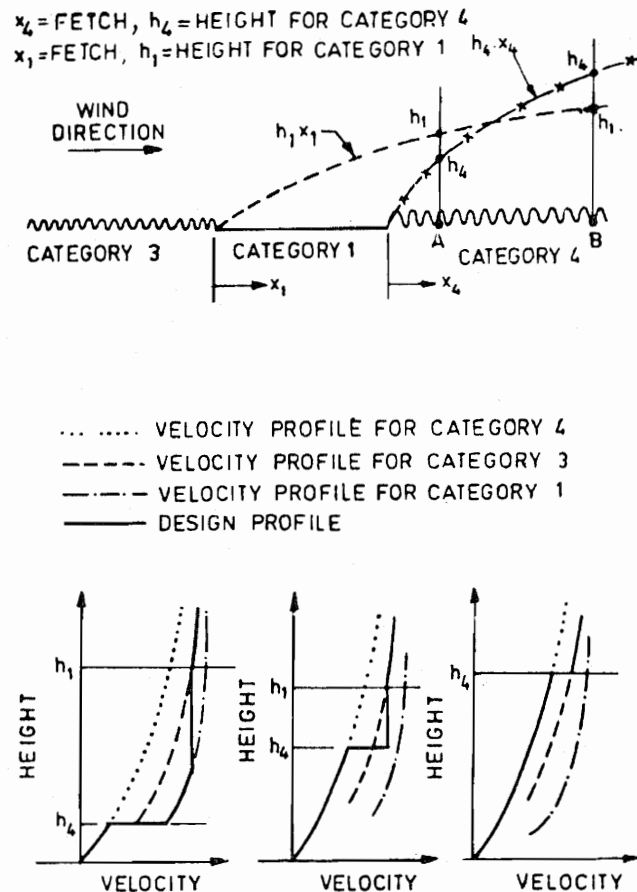 x₄=FETCH, h₄=HEIGHT FOR CATEGORY 4
x₁=FETCH, h₁=HEIGHT FOR CATEGORY 1
h₄ x₄
h₄
WIND
DIRECTION
h₁ x₁
h₁
h₁
h₄
A
B
CATEGORY 3
CATEGORY 1
CATEGORY 4
x₁
x₄
VELOCITY PROFILE FOR CATEGORY 4
VELOCITY PROFILE FOR CATEGORY 3
VELOCITY PROFILE FOR CATEGORY 1
DESIGN PROFILE
h₁
HEIGHT
h₄
VELOCITY
HEIGHT
h₁
h₄
VELOCITY
h₄
HEIGHT
VELOCITY